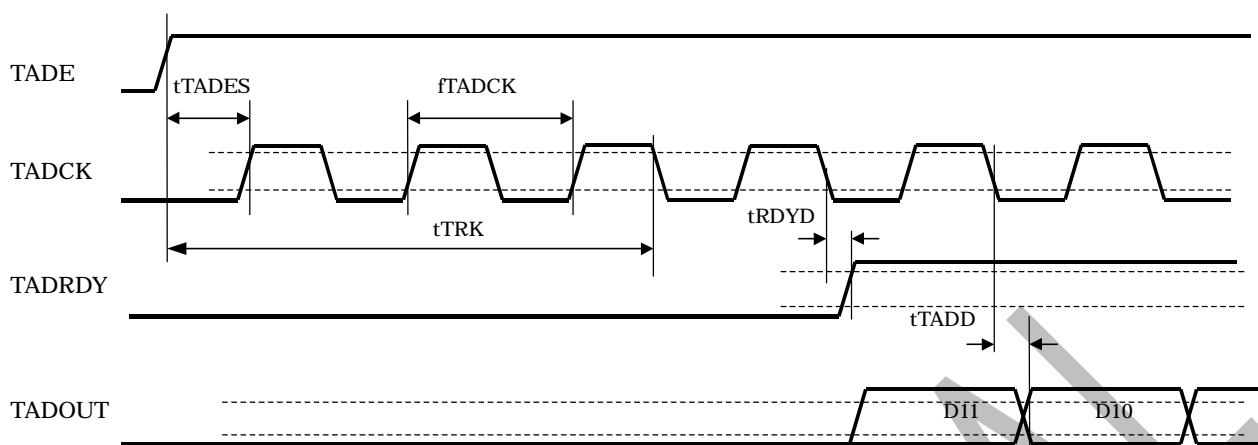 TADE
tTADES
fTADCK
TADCK
tTRK
tRDYD
TADRDY
tTADD
TADOUT
D11
D10